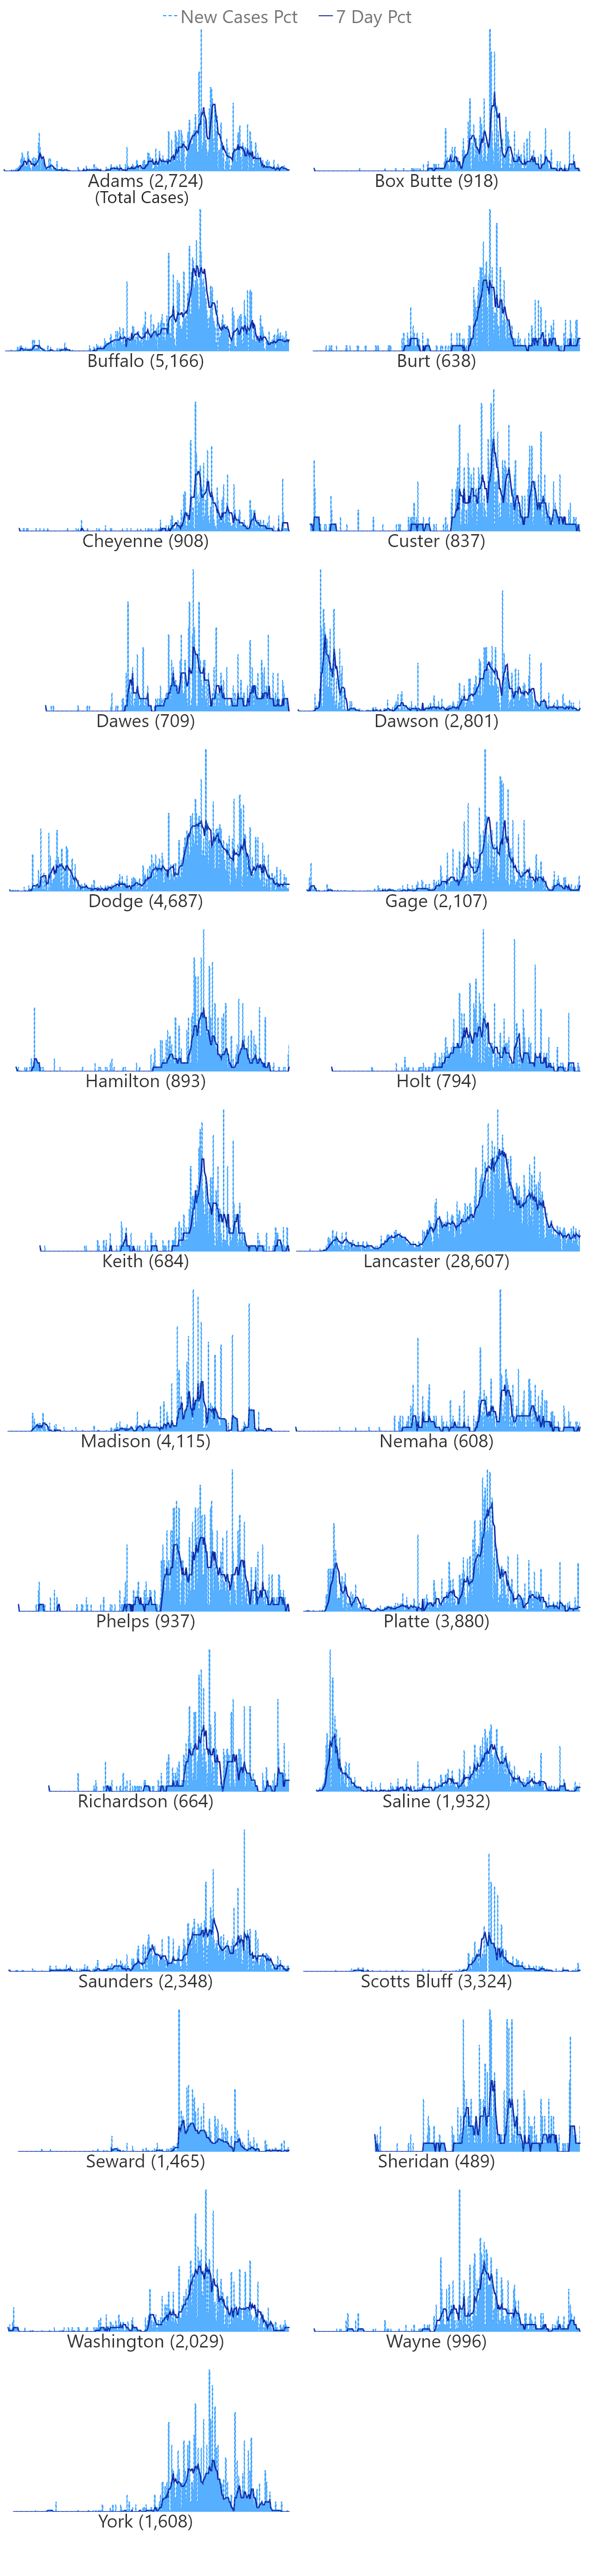 New Cases Pct 7 Day Pct
Adams (2,724) Box Butte (918)
(Total Cases)
Buffalo (5,166) Burt (638)
Cheyenne (908) Custer (837)
Dawes (709) Dawson (2,801)
Dodge (4,687) Gage (2,107)
Hamilton (893) Holt (794)
Keith (684) Lancaster (28,607)
Madison (4,115) Nemaha (608)
Phelps (937) Platte (3,880)
Richardson (664) Saline (1,932)
Saunders (2,348) Scotts Bluff (3,324)
Seward (1,465) Sheridan (489)
Washington (2,029) Wayne (996)
York (1,608)